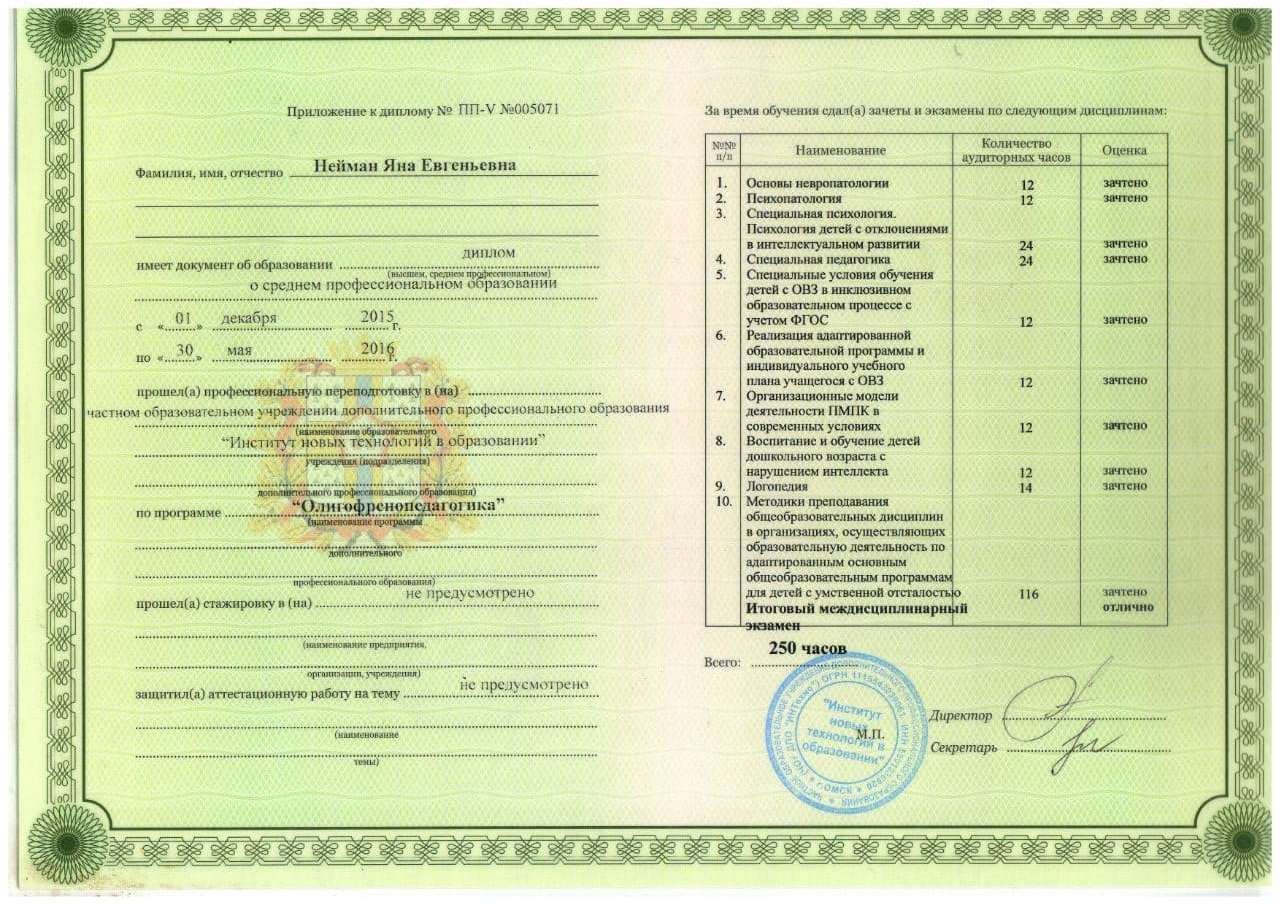 Приложение к диплому № ПП-V №005071
Фамилия, имя, отчество Нейман Яна Евгеньевна
имеет документ об образовании диплом
(высшем, среднем профессиональном)
о среднем профессиональном образовании
с «01» декабря 2015 г.
по «30» мая 2016 г.
прошел(а) профессиональную переподготовку в (на)
частном образовательном учреждении дополнительного профессионального образования
(наименование образовательного
“Институт новых технологий в образовании”
учреждения (подразделения)
дополнительного профессионального образования)
по программе “Олигофренопедагогика”
(наименование программы
дополнительного
профессионального образования)
прошел(а) стажировку в (на) не предусмотрено
(наименование предприятия,
организации, учреждения)
защитил(а) аттестационную работу на тему не предусмотрено
(наименование
темы)
За время обучения сдал(а) зачеты и экзамены по следующим дисциплинам:
№№ п/п Наименование Количество аудиторных часов Оценка
1. Основы невропатологии 12 зачтено
2. Психопатология 12 зачтено
3. Специальная психология.
Психология детей с отклонениями
в интеллектуальном развитии 24 зачтено
4. Специальная педагогика 24 зачтено
5. Специальные условия обучения
детей с ОВЗ в инклюзивном
образовательном процессе с
учетом ФГОС 12 зачтено
6. Реализация адаптированной
образовательной программы и
индивидуального учебного
плана учащегося с ОВЗ 12 зачтено
7. Организационные модели
деятельности ПМПК в
современных условиях 12 зачтено
8. Воспитание и обучение детей
дошкольного возраста с
нарушением интеллекта 12 зачтено
9. Логопедия 14 зачтено
10. Методики преподавания
общеобразовательных дисциплин
в организациях, осуществляющих
образовательную деятельность по
адаптированным основным
общеобразовательным программам
для детей с умственной отсталостью 116 зачтено
Итоговый междисциплинарный отлично
экзамен
Всего: 250 часов
"Институт
новых
технологий в
образовании"
М.П.
г. ОМСК
Директор
Секретарь